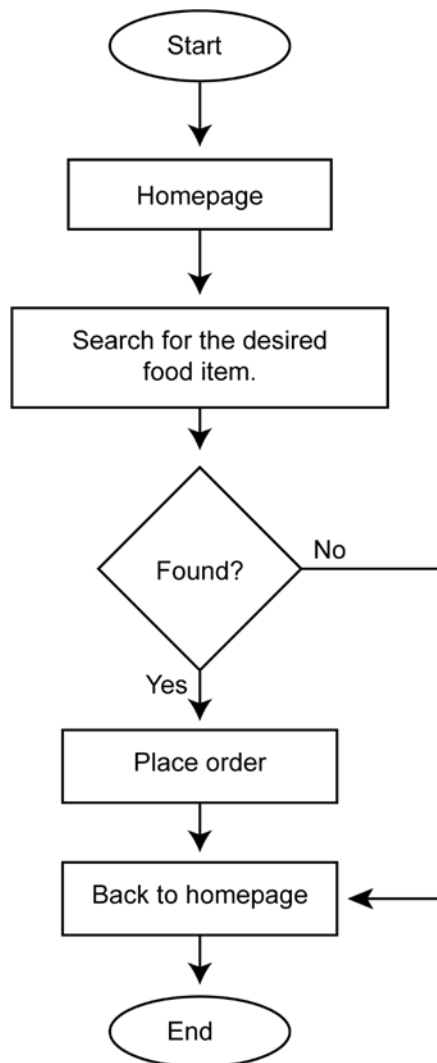 Start
Homepage
Search for the desired
food item.
Found?
No
Yes
Place order
Back to homepage
End